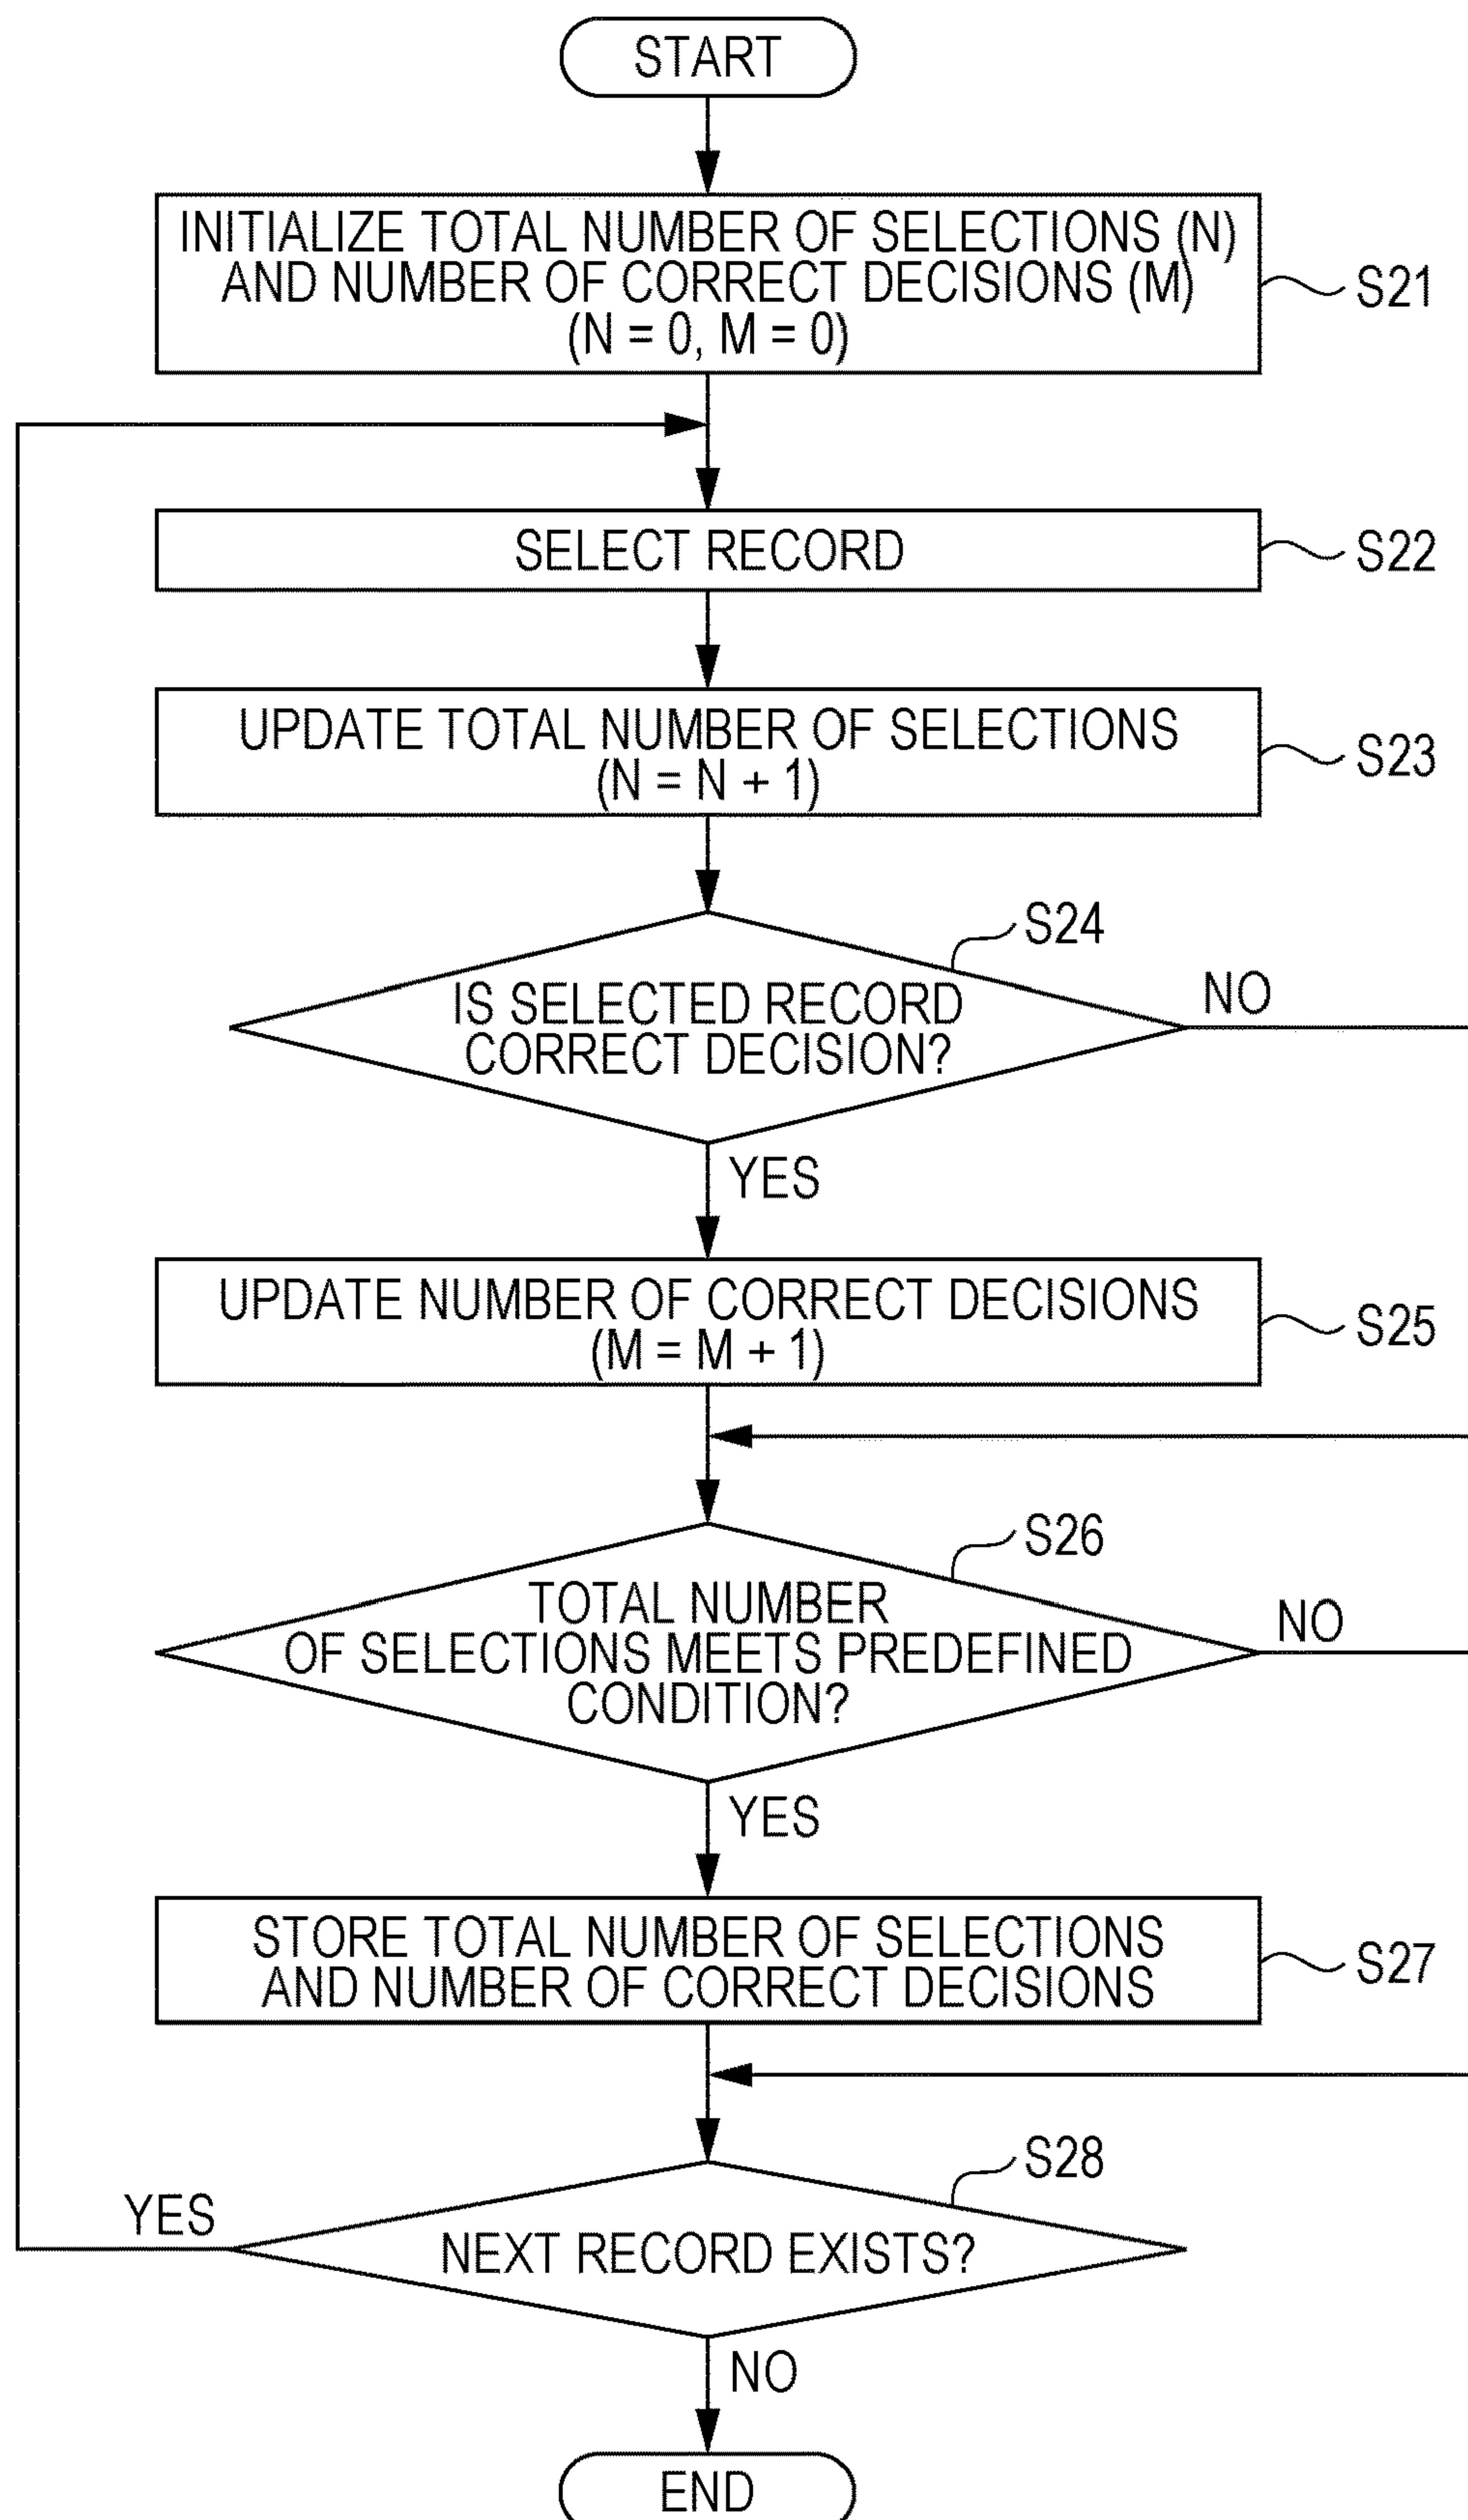 START
INITIALIZE TOTAL NUMBER OF SELECTIONS (N)
AND NUMBER OF CORRECT DECISIONS (M)
(N = 0, M = 0)
S21
SELECT RECORD
S22
UPDATE TOTAL NUMBER OF SELECTIONS
(N = N + 1)
S23
S24
IS SELECTED RECORD
CORRECT DECISION?
NO
YES
UPDATE NUMBER OF CORRECT DECISIONS
(M = M + 1)
S25
S26
TOTAL NUMBER
OF SELECTIONS MEETS PREDEFINED
CONDITION?
NO
YES
STORE TOTAL NUMBER OF SELECTIONS
AND NUMBER OF CORRECT DECISIONS
S27
S28
YES
NEXT RECORD EXISTS?
NO
END